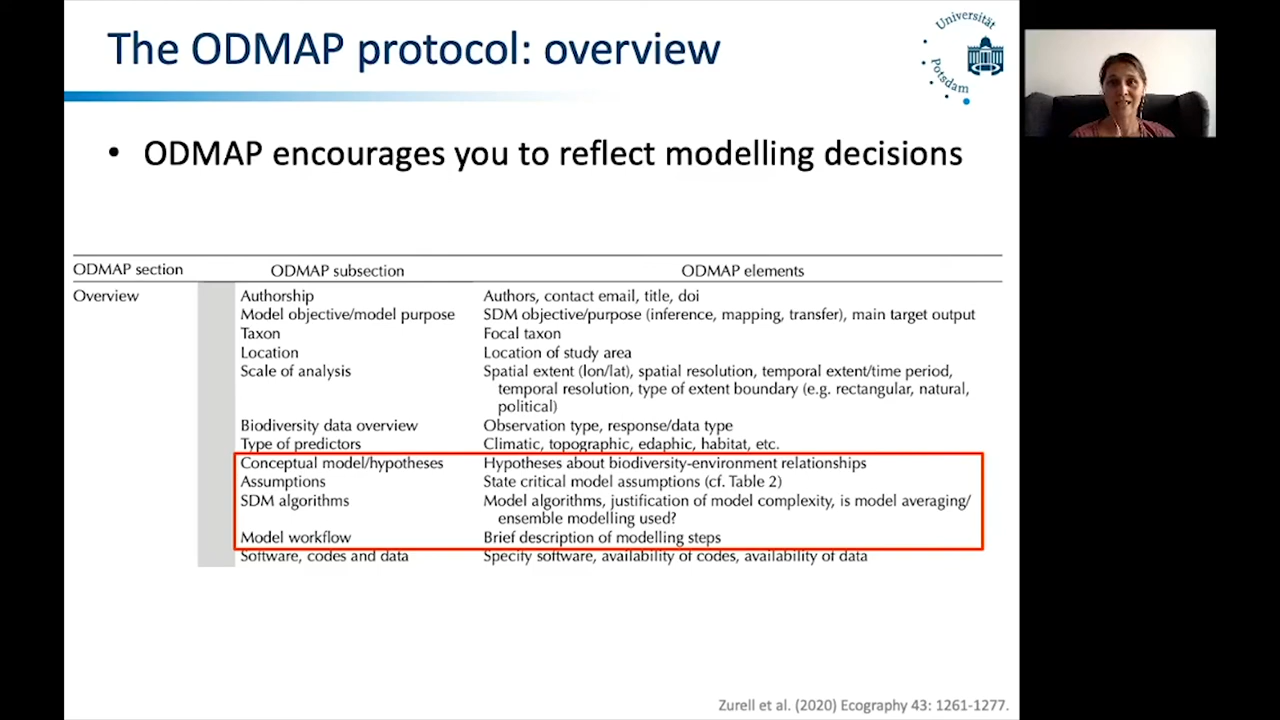 The ODMAP protocol: overview
Universität
Potsdam
• ODMAP encourages you to reflect modelling decisions
ODMAP section ODMAP subsection ODMAP elements
Overview Authorship Authors, contact email, title, doi
Model objective/model purpose SDM objective/purpose (inference, mapping, transfer), main target output
Taxon Focal taxon
Location Location of study area
Scale of analysis Spatial extent (lon/lat), spatial resolution, temporal extent/time period,
temporal resolution, type of extent boundary (e.g. rectangular, natural,
political)
Biodiversity data overview Observation type, response/data type
Type of predictors Climatic, topographic, edaphic, habitat, etc.
Conceptual model/hypotheses Hypotheses about biodiversity-environment relationships
Assumptions State critical model assumptions (cf. Table 2)
SDM algorithms Model algorithms, justification of model complexity, is model averaging/
ensemble modelling used?
Model workflow Brief description of modelling steps
Software, codes and data Specify software, availability of codes, availability of data
Zurell et al. (2020) Ecography 43: 1261-1277.